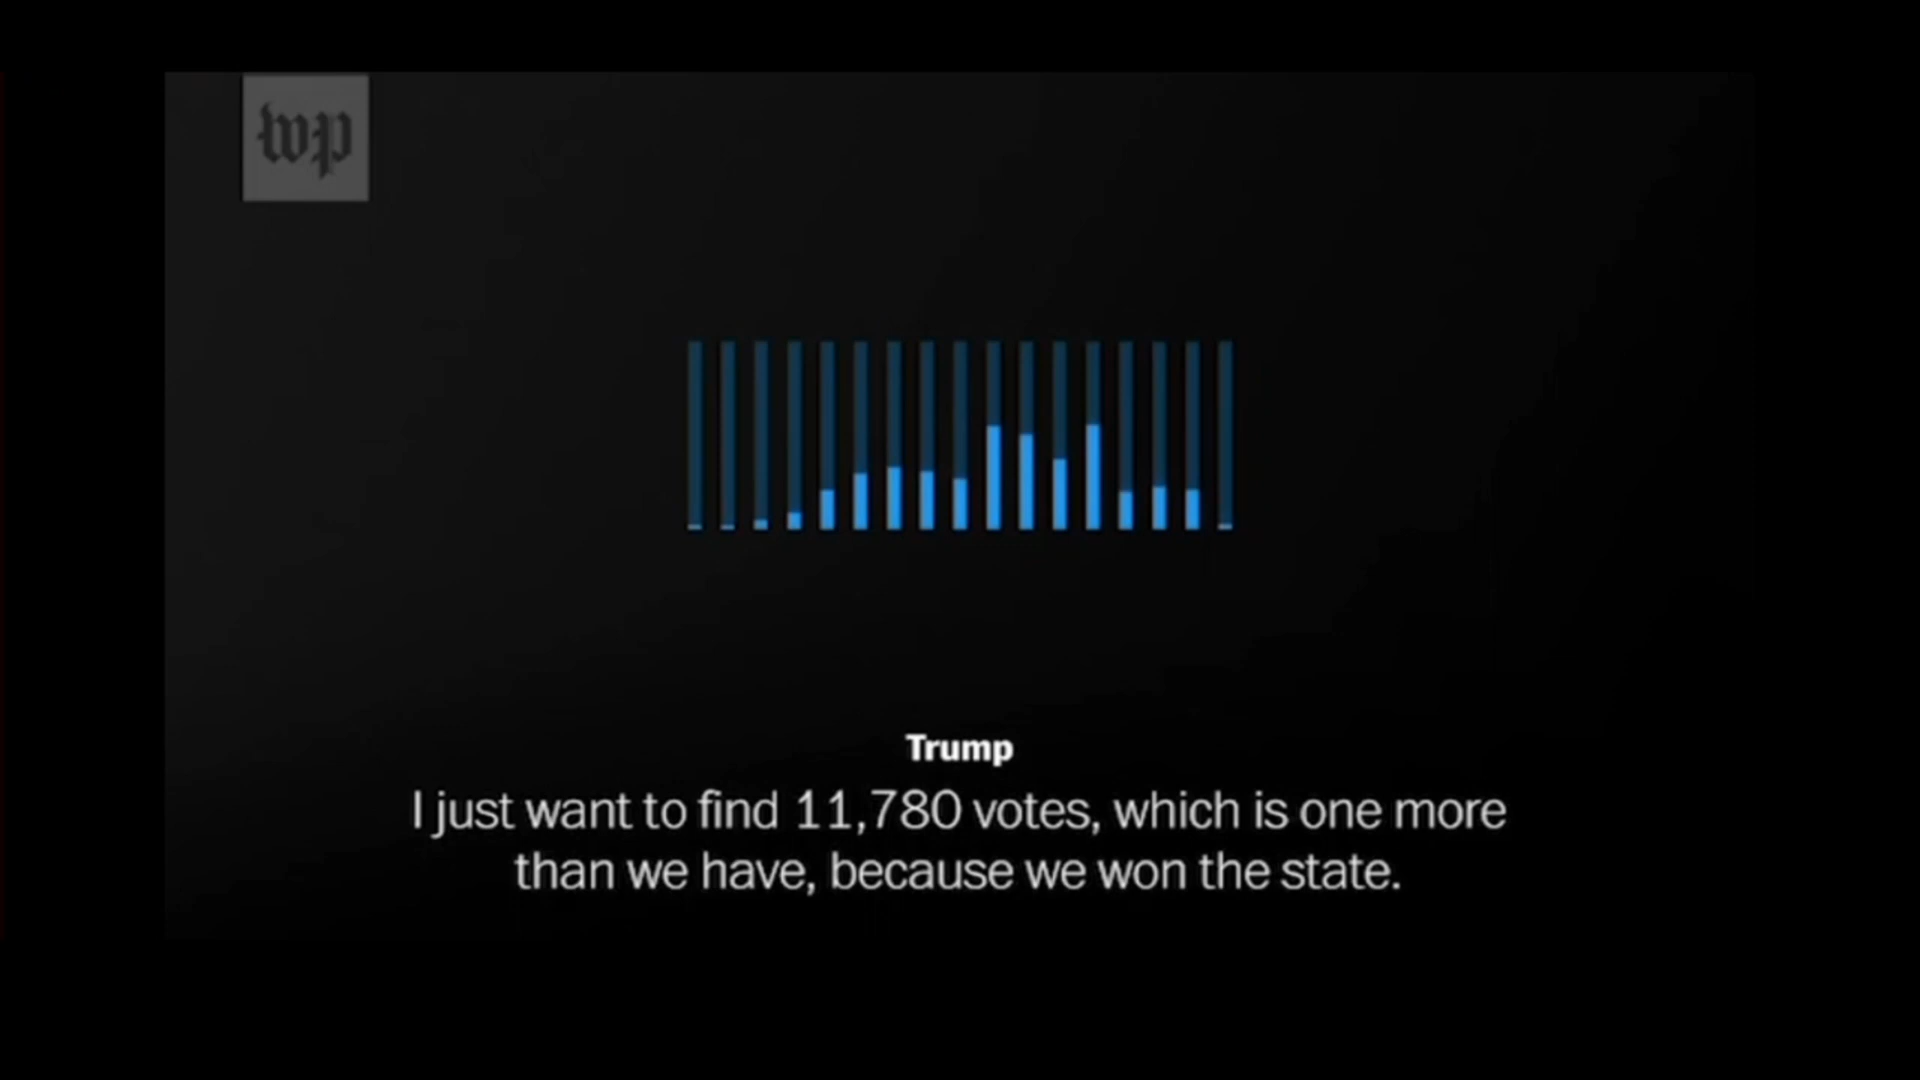 wp
Trump
I just want to find 11,780 votes, which is one more
than we have, because we won the state.